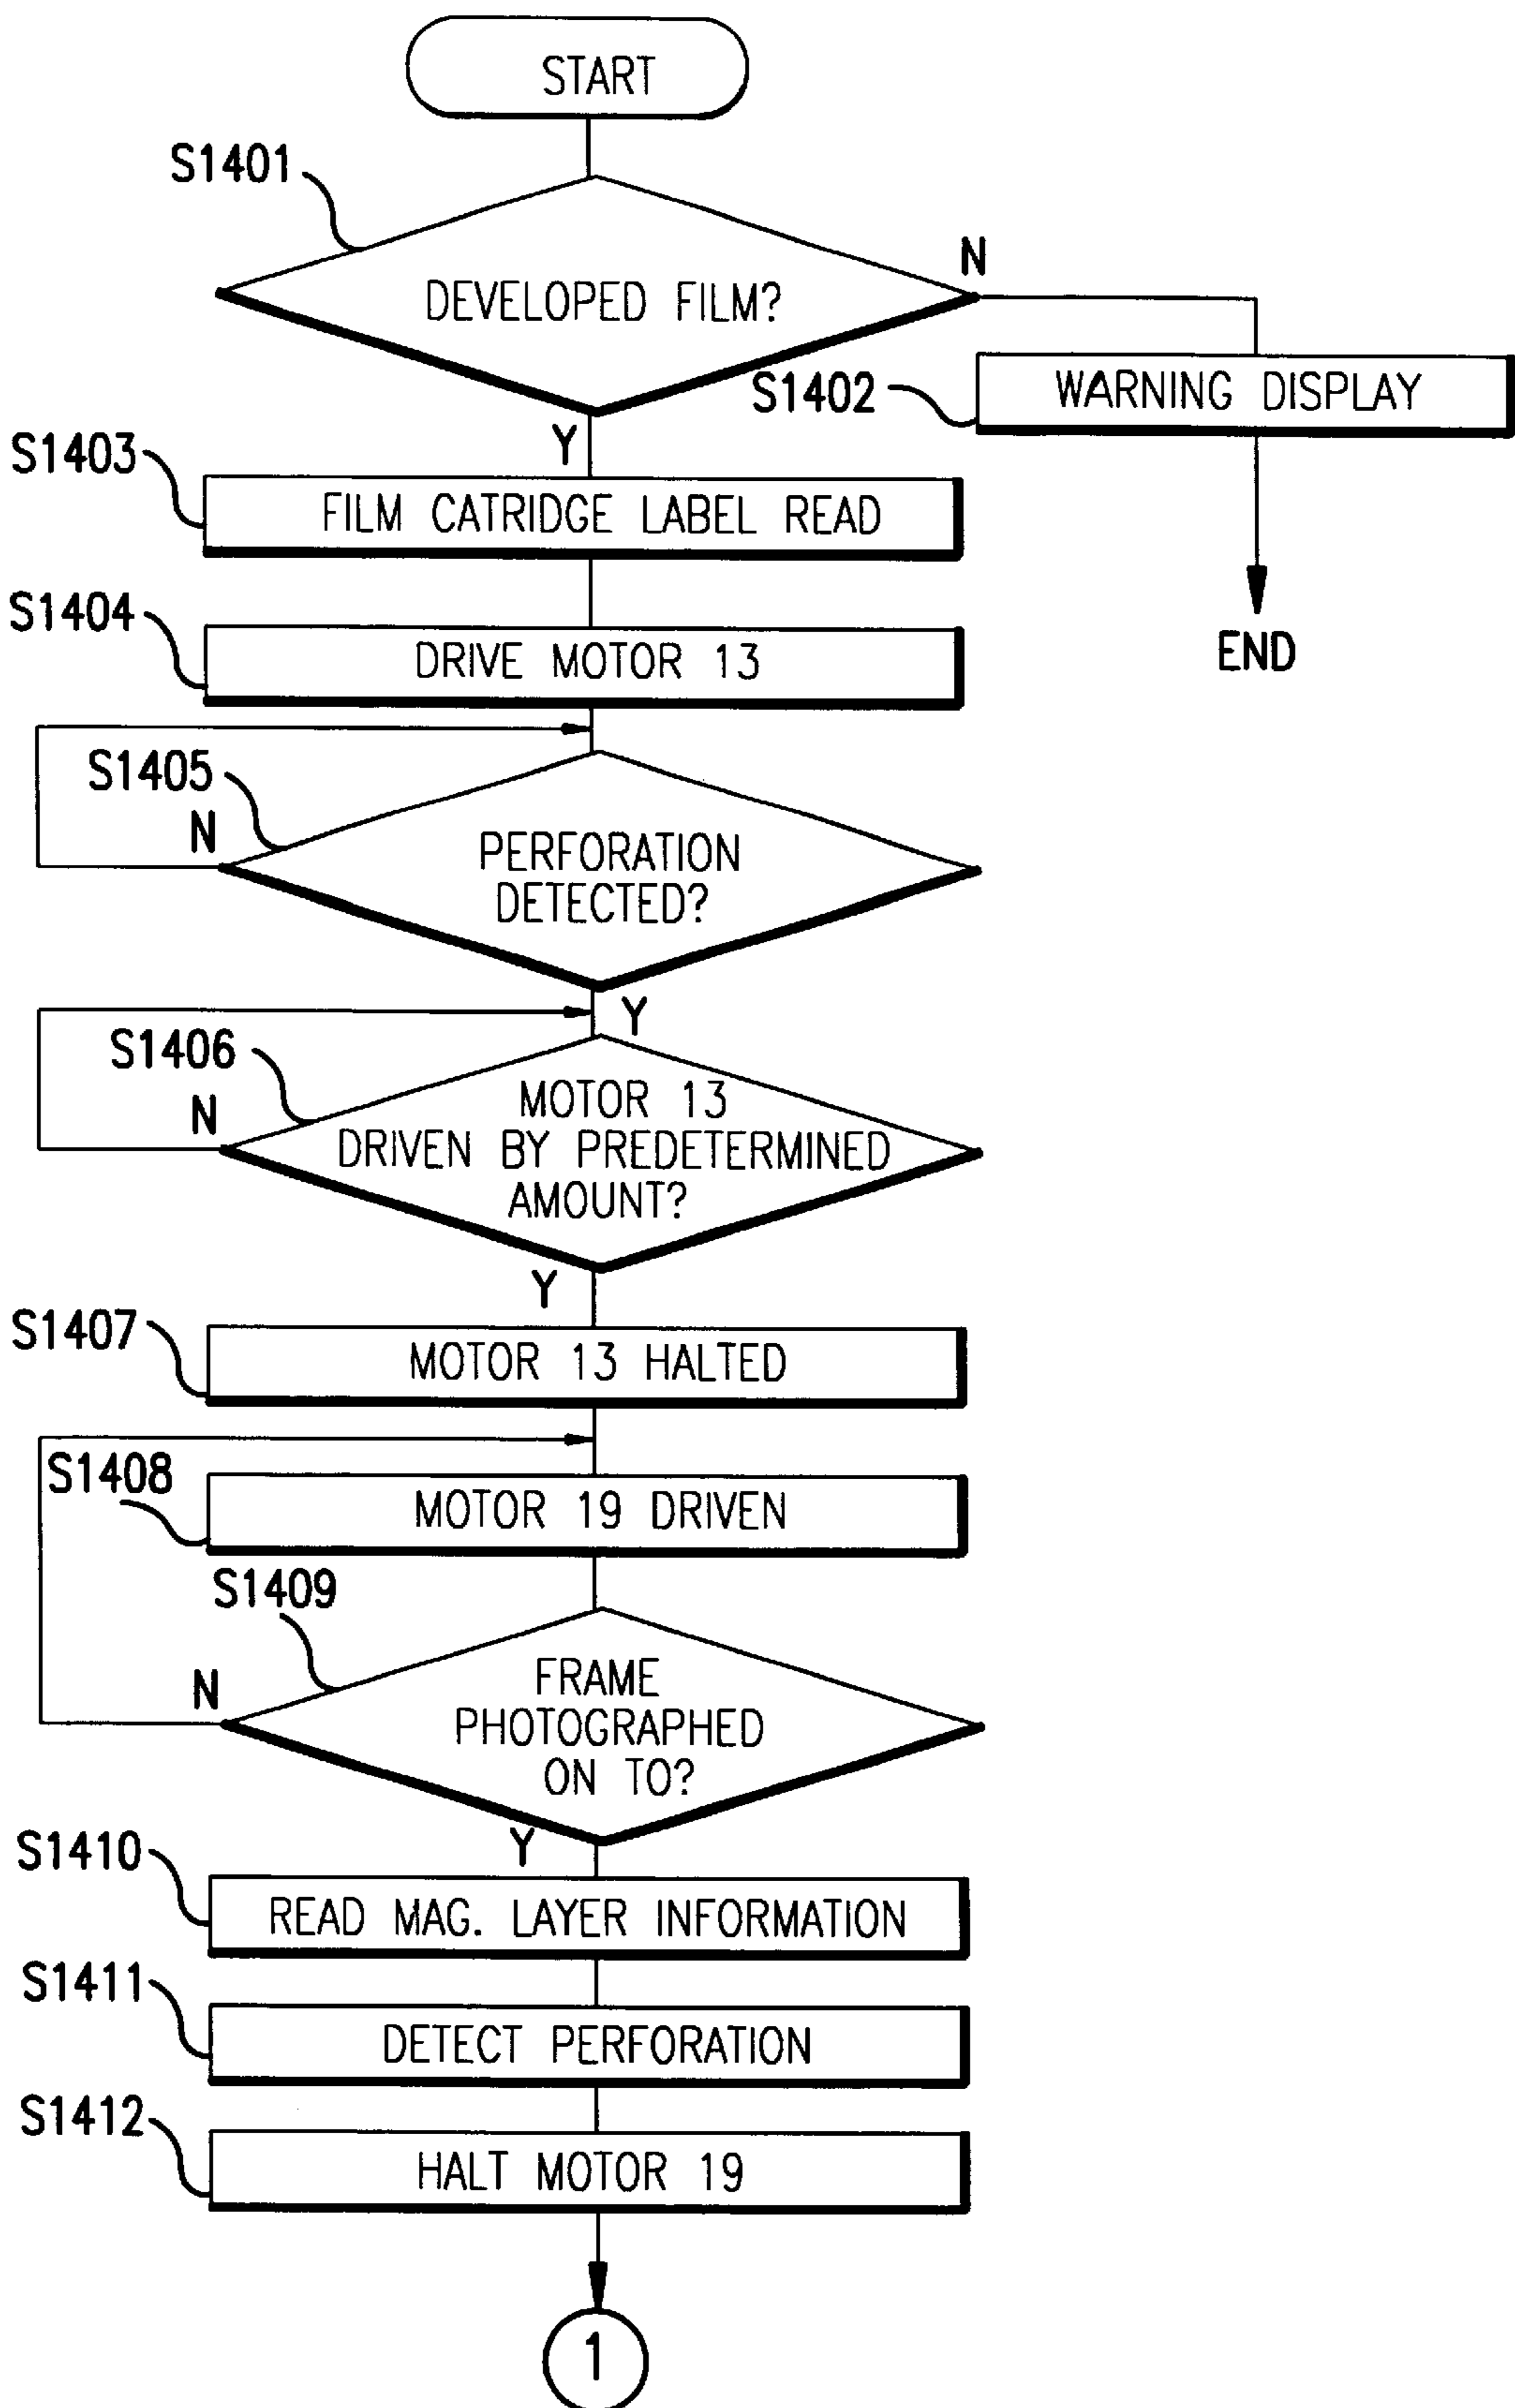 START
S1401
N
DEVELOPED FILM?
S1402
WARNING DISPLAY
Y
S1403
FILM CATRIDGE LABEL READ
END
S1404
DRIVE MOTOR 13
S1405
N
PERFORATION
DETECTED?
Y
S1406
N
MOTOR 13
DRIVEN BY PREDETERMINED
AMOUNT?
Y
S1407
MOTOR 13 HALTED
S1408
MOTOR 19 DRIVEN
S1409
N
FRAME
PHOTOGRAPHED
ON TO?
Y
S1410
READ MAG. LAYER INFORMATION
S1411
DETECT PERFORATION
S1412
HALT MOTOR 19
1